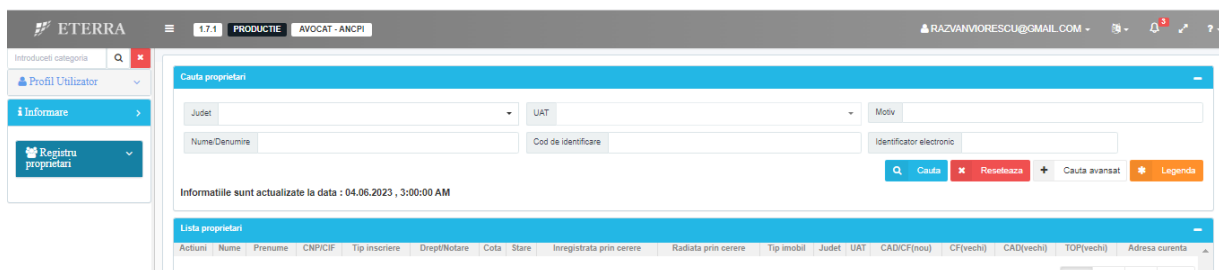 ETERRA
1.7.1 PRODUCTIE AVOCAT - ANCPI
RAZVANVIORESCU@GMAIL.COM
3
?
Introduceti categoria
Profil Utilizator
Informare
Registru
proprietari
Cauta proprietari
Judet UAT Motiv
Nume/Denumire Cod de identificare Identificator electronic
Cauta Reseteaza Cauta avansat Legenda
Informatiile sunt actualizate la data : 04.06.2023 , 3:00:00 AM
Lista proprietari
Actiuni Nume Prenume CNP/CIF Tip inscriere Drept/Notare Cota Stare Inregistrata prin cerere Radiata prin cerere Tip imobil Judet UAT CAD/CF(nou) CF(vechi) CAD(vechi) TOP(vechi) Adresa curenta